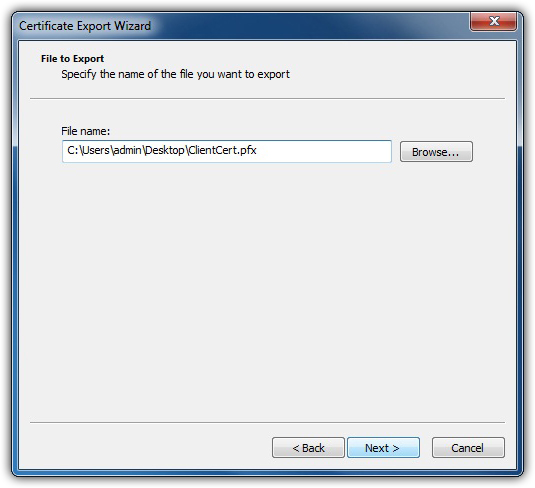 Certificate Export Wizard
File to Export
Specify the name of the file you want to export
File name:
C:\Users\admin\Desktop\ClientCert.pfx
Browse...
< Back
Next >
Cancel